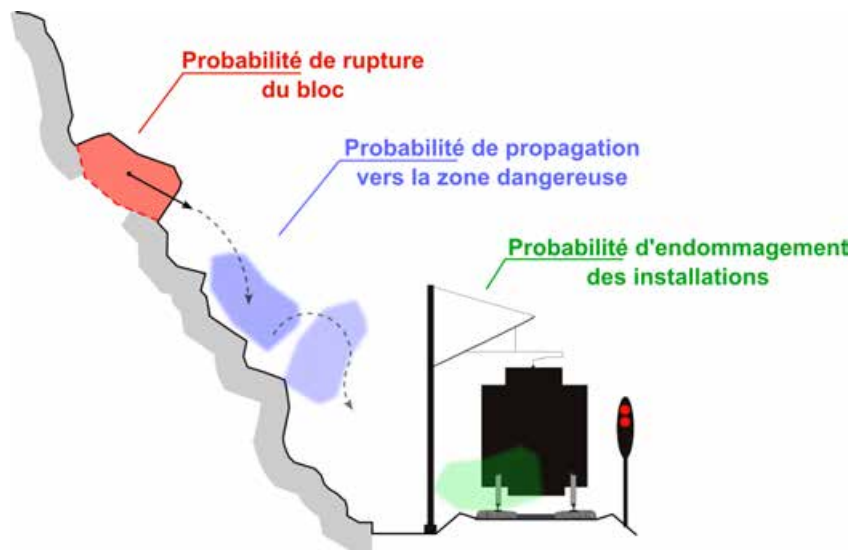 Probabilité de rupture
du bloc
Probabilité de propagation
vers la zone dangereuse
Probabilité d'endommagement
des installations